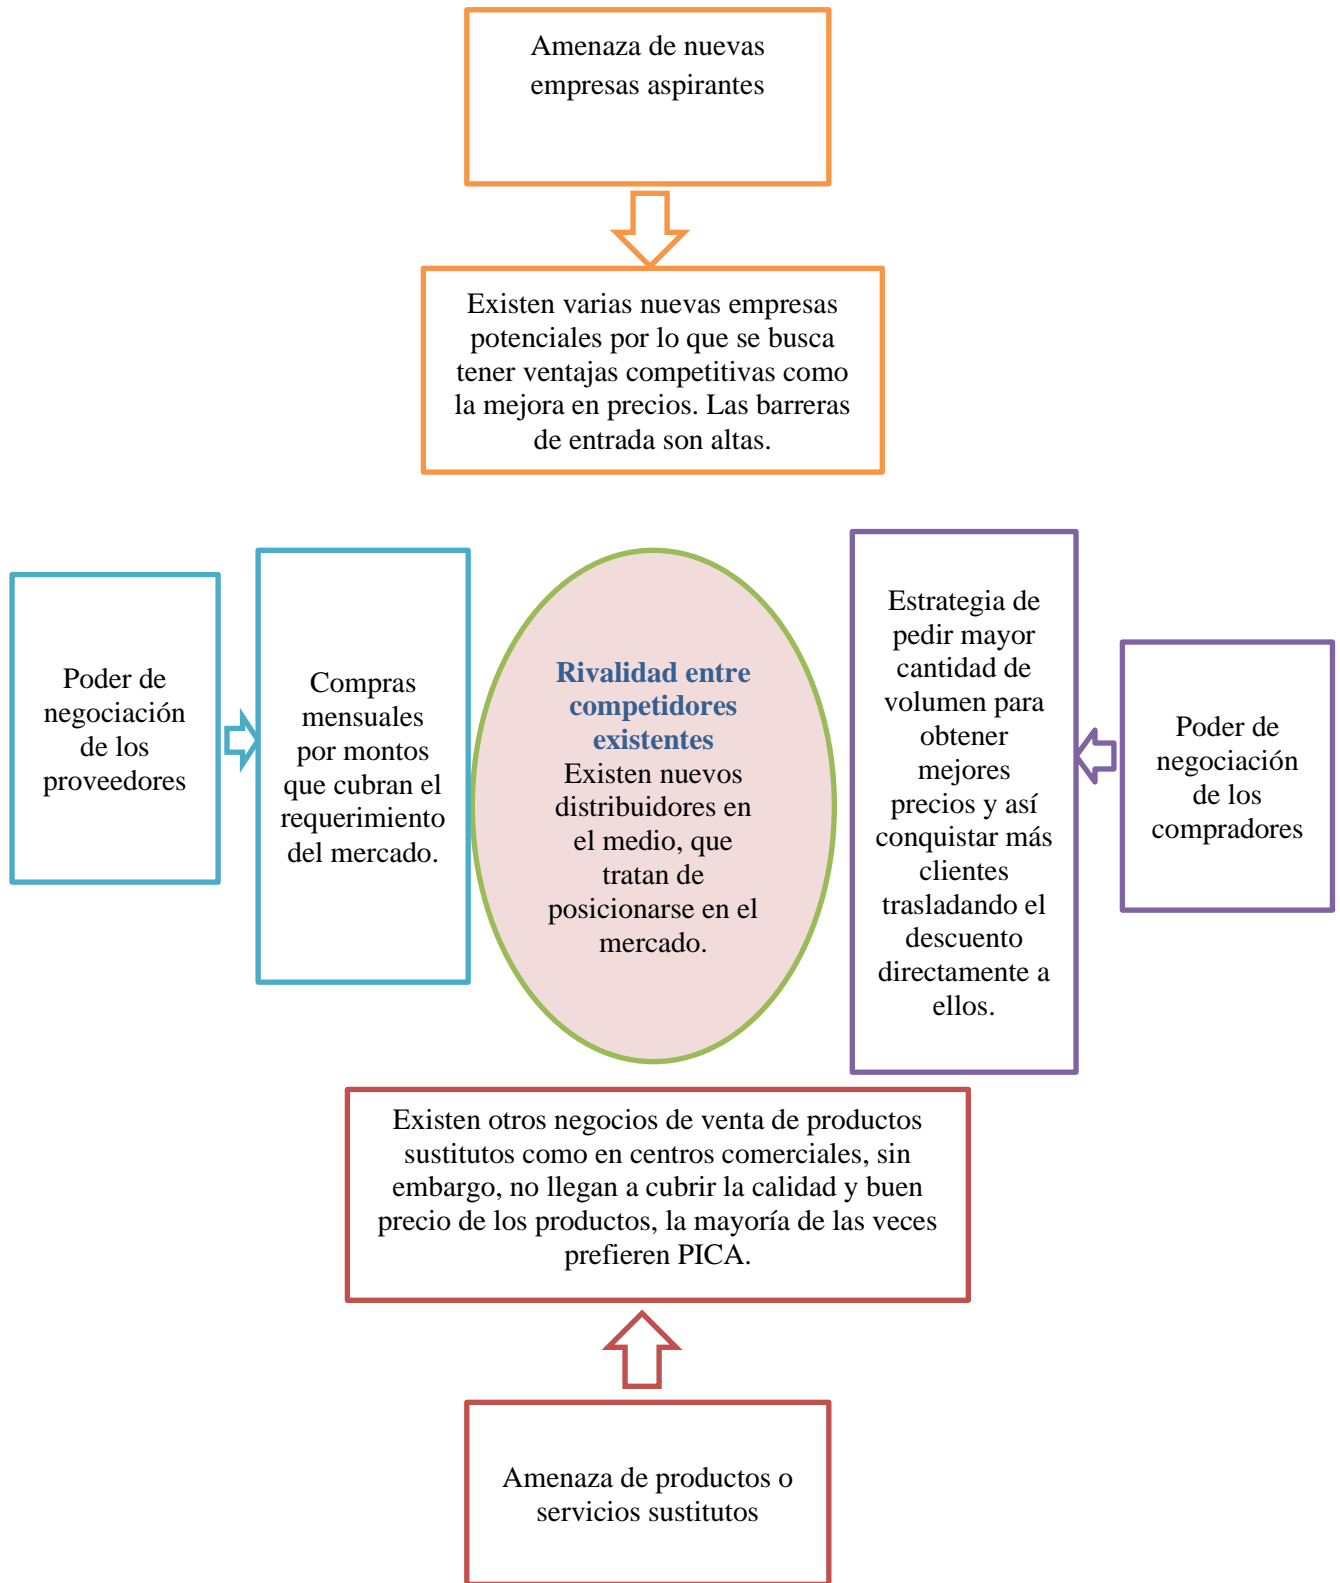 Amenaza de nuevas
empresas aspirantes
Existen varias nuevas empresas
potenciales por lo que se busca
tener ventajas competitivas como
la mejora en precios. Las barreras
de entrada son altas.
Poder de
negociación
de los
proveedores
Compras
mensuales
por montos
que cubran el
requerimiento
del mercado.
Rivalidad entre
competidores
existentes
Existen nuevos
distribuidores en
el medio, que
tratan de
posicionarse en el
mercado.
Estrategia de
pedir mayor
cantidad de
volumen para
obtener
mejores
precios y así
conquistar más
clientes
trasladando el
descuento
directamente a
ellos.
Poder de
negociación
de los
compradores
Existen otros negocios de venta de productos
sustitutos como en centros comerciales, sin
embargo, no llegan a cubrir la calidad y buen
precio de los productos, la mayoría de las veces
prefieren PICA.
Amenaza de productos o
servicios sustitutos